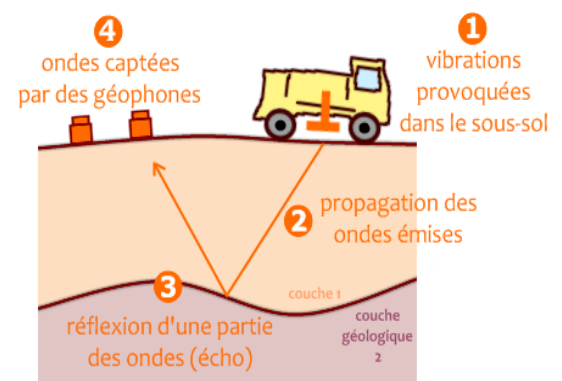 1
vibrations
provoquées
dans le sous-sol
2
propagation des
ondes émises
3
réflexion d'une partie
des ondes (écho)
4
ondes captées
par des géophones
couche 1
couche
géologique
2